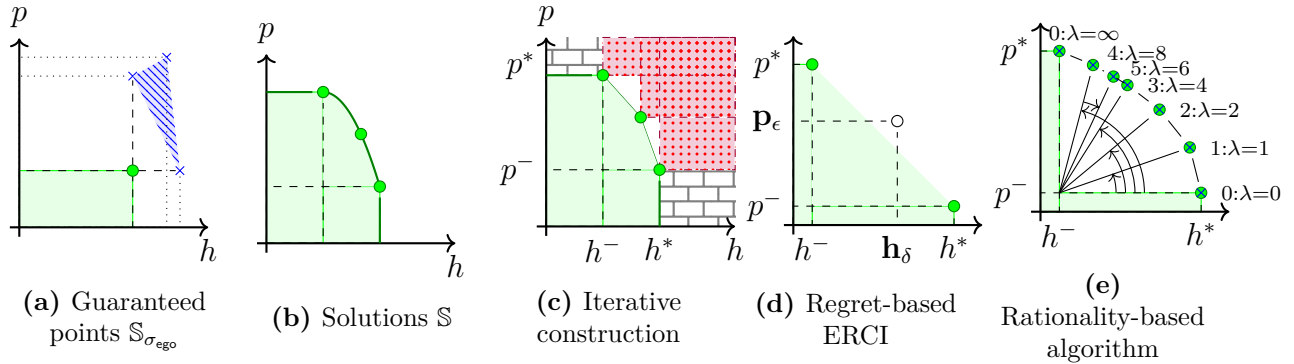 p
h
(a) Guaranteed
points 𝕊σ_ego
p
h
(b) Solutions 𝕊
p
p*
p⁻
h⁻
h*
h
(c) Iterative
construction
p*
p_ϵ
p⁻
h⁻
h_δ
h*
(d) Regret-based
ERCI
0:λ=∞
4:λ=8
5:λ=6
3:λ=4
2:λ=2
1:λ=1
0:λ=0
p*
p⁻
h⁻
h*
(e)
Rationality-based
algorithm